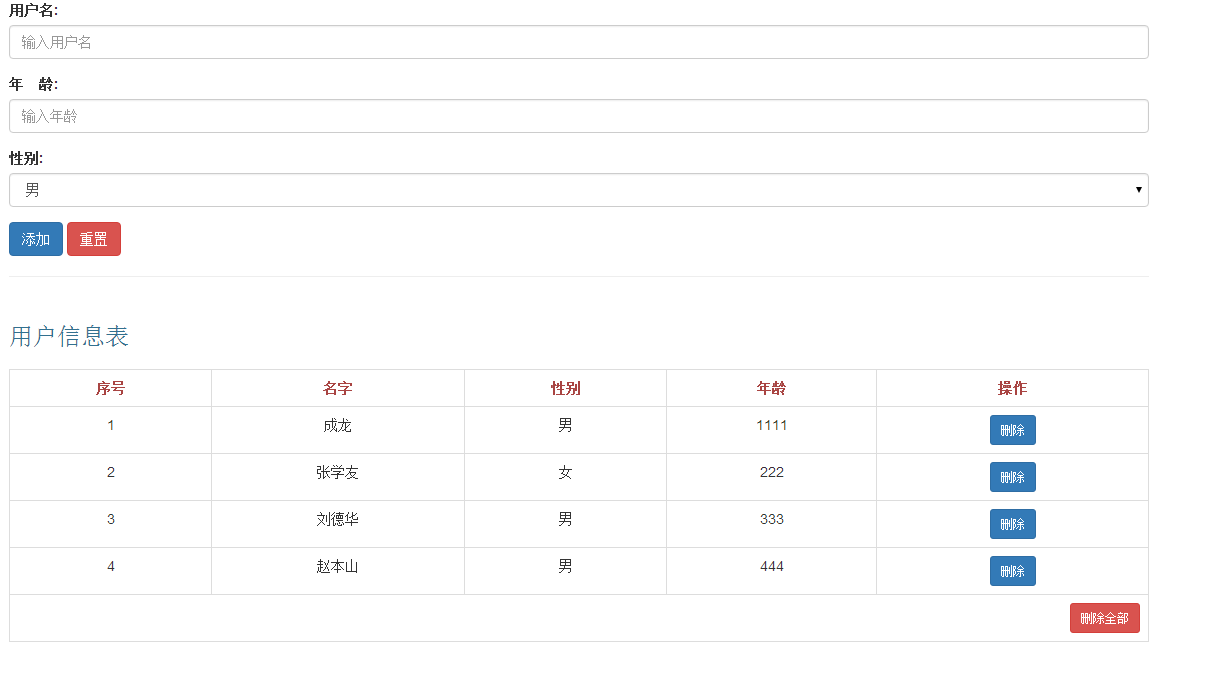 用户名:
输入用户名
年 龄:
输入年龄
性别:
男
添加 重置
用户信息表
序号 名字 性别 年龄 操作
1 成龙 男 1111 删除
2 张学友 女 222 删除
3 刘德华 男 333 删除
4 赵本山 男 444 删除
删除全部